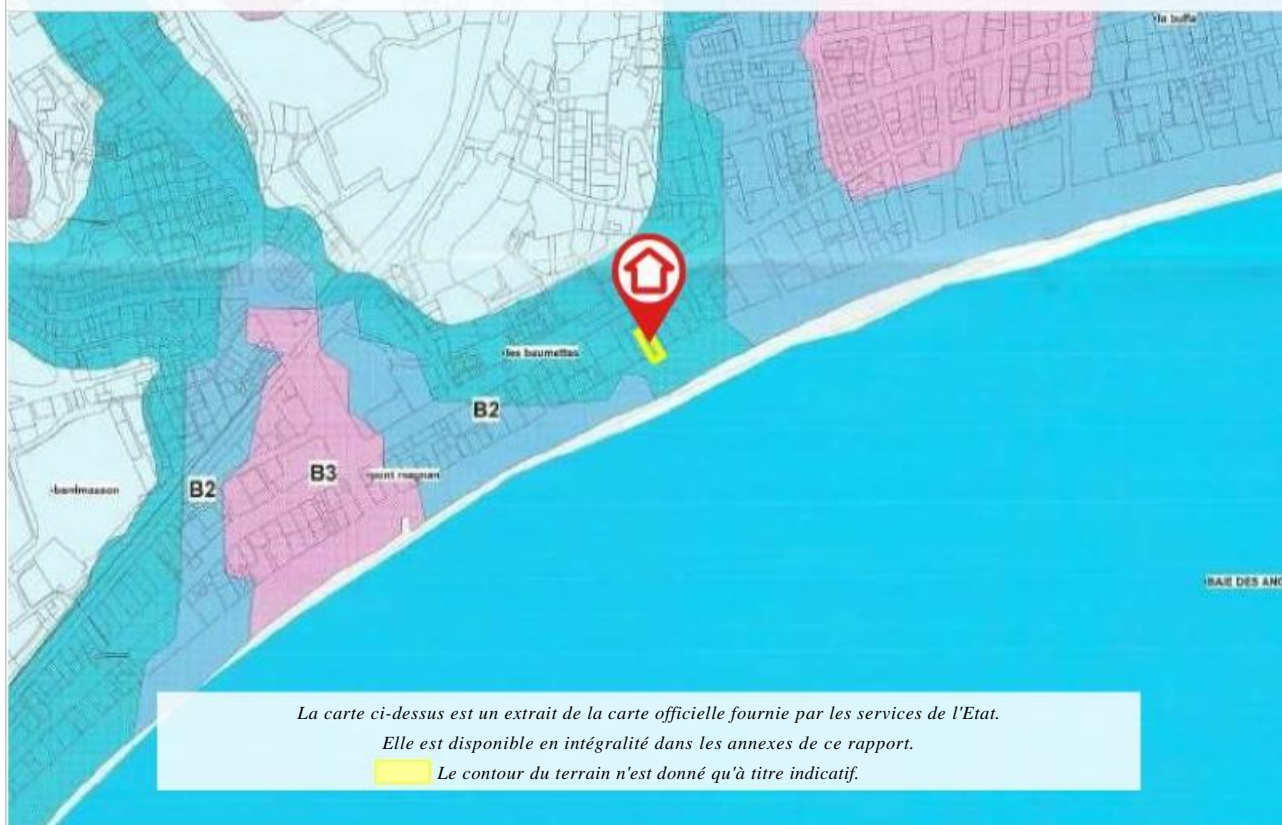 la buffa
les baumettes
B2
B3
pont magnan
B2
BAIE DES ANG
La carte ci-dessus est un extrait de la carte officielle fournie par les services de l'Etat.
Elle est disponible en intégralité dans les annexes de ce rapport.
Le contour du terrain n'est donné qu'à titre indicatif.